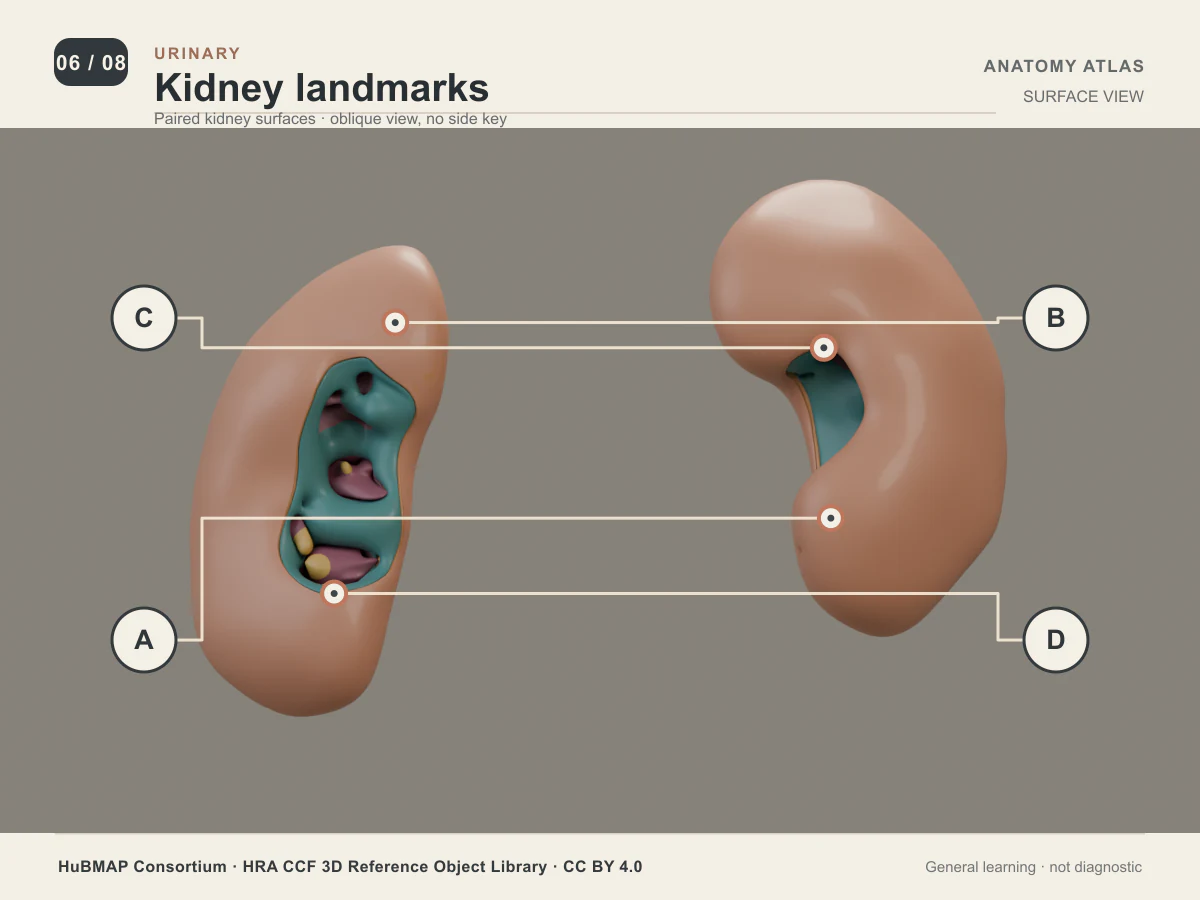 06 / 08
URINARY
Kidney landmarks
Paired kidney surfaces · oblique view, no side key
ANATOMY ATLAS
SURFACE VIEW
C
B
A
D
HuBMAP Consortium · HRA CCF 3D Reference Object Library · CC BY 4.0
General learning · not diagnostic